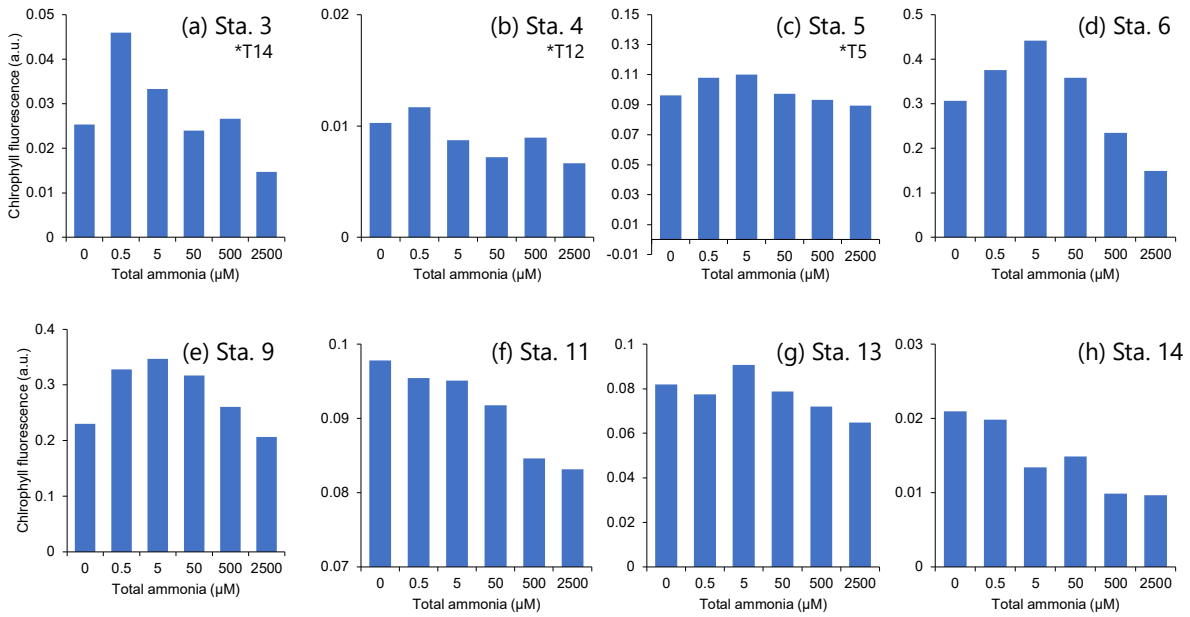 (a) Sta. 3
*T14
Chlrophyll fluorescence (a.u.)
0.05
0.04
0.03
0.02
0.01
0
0 0.5 5 50 500 2500
Total ammonia (µM)
(b) Sta. 4
*T12
0.02
0.01
0
0 0.5 5 50 500 2500
Total ammonia (µM)
(c) Sta. 5
*T5
0.15
0.13
0.11
0.09
0.07
0.05
0.03
0.01
-0.01
0 0.5 5 50 500 2500
Total ammonia (µM)
(d) Sta. 6
0.5
0.4
0.3
0.2
0.1
0
0 0.5 5 50 500 2500
Total ammonia (µM)
(e) Sta. 9
Chlrophyll fluorescence (a.u.)
0.4
0.3
0.2
0.1
0
0 0.5 5 50 500 2500
Total ammonia (µM)
(f) Sta. 11
0.1
0.09
0.08
0.07
0 0.5 5 50 500 2500
Total ammonia (µM)
(g) Sta. 13
0.1
0.08
0.06
0.04
0.02
0
0 0.5 5 50 500 2500
Total ammonia (µM)
(h) Sta. 14
0.03
0.02
0.01
0
0 0.5 5 50 500 2500
Total ammonia (µM)